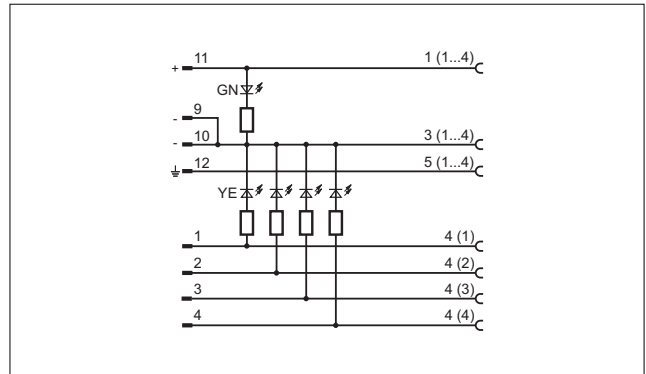 + 11 1 (1...4)
GN
- 9
- 10 3 (1...4)
12 5 (1...4)
YE
1 4 (1)
2 4 (2)
3 4 (3)
4 4 (4)